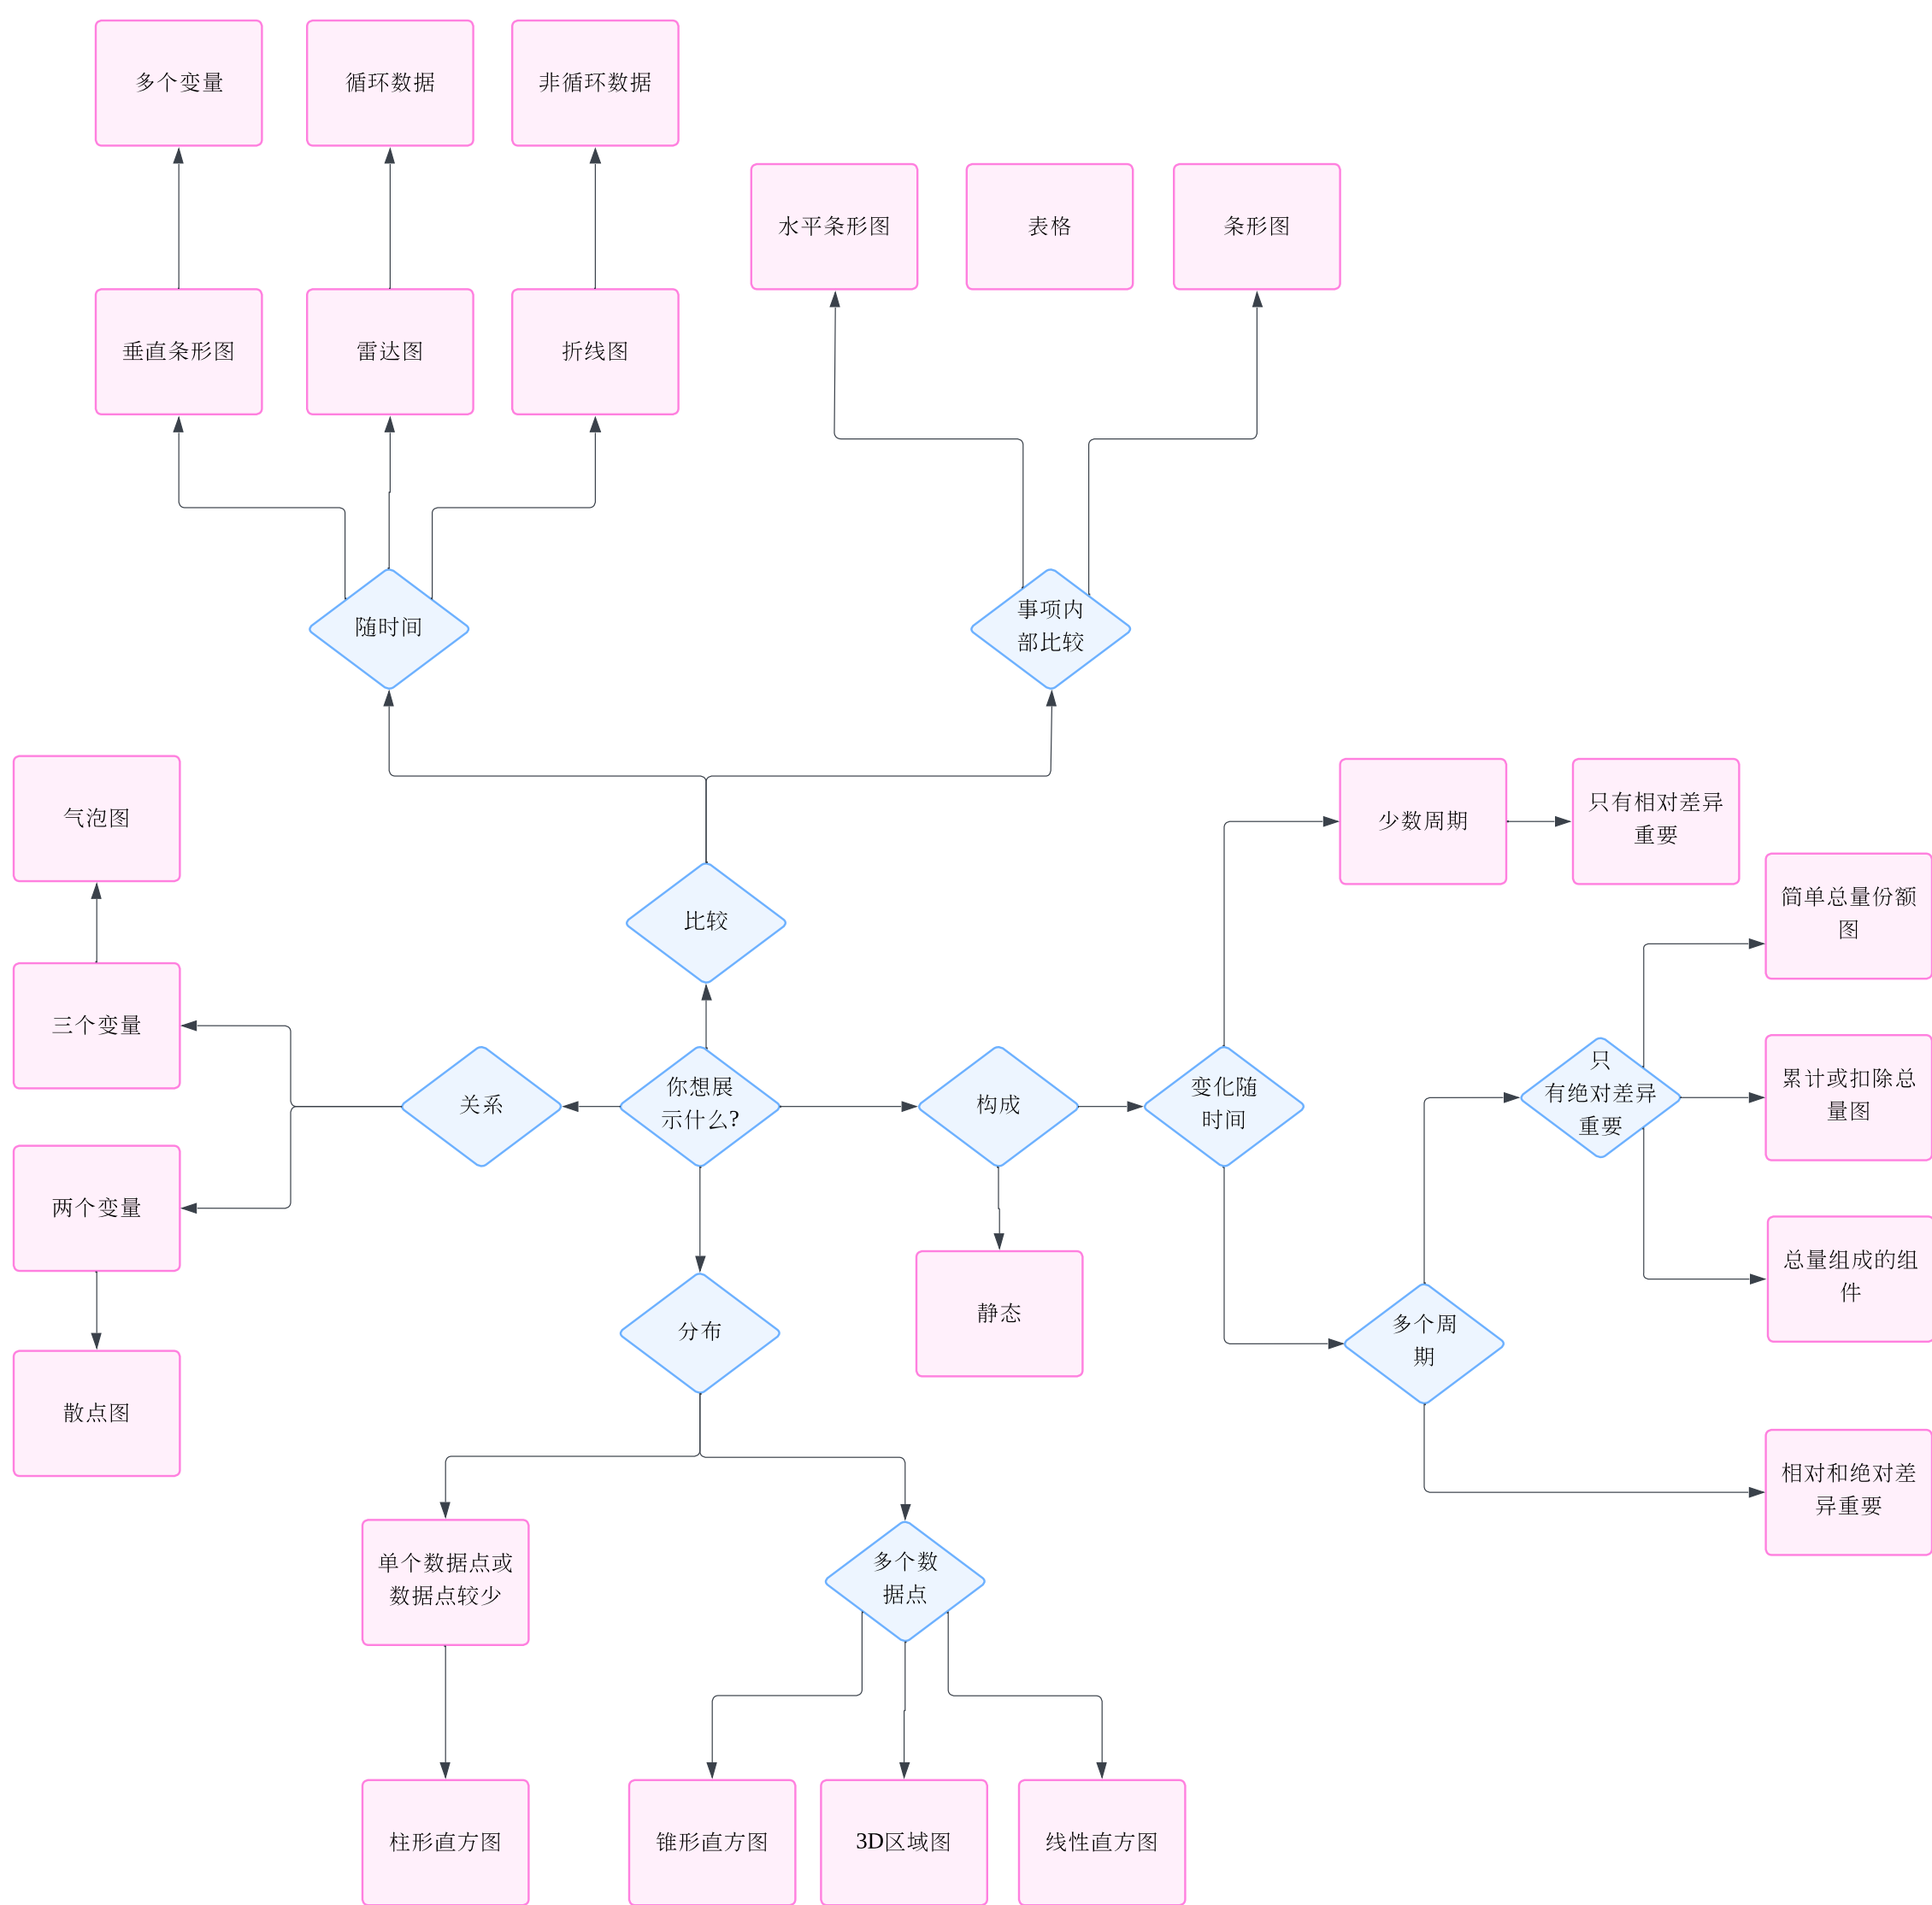 多个变量
循环数据
非循环数据
水平条形图
表格
条形图
垂直条形图
雷达图
折线图
随时间
事项内
部比较
气泡图
少数周期
只有相对差异
重要
简单总量份额
图
比较
三个变量
关系
你想展
示什么?
构成
变化随
时间
只
有绝对差异
重要
累计或扣除总
量图
两个变量
静态
总量组成的组
件
分布
多个周
期
散点图
相对和绝对差
异重要
单个数据点或
数据点较少
多个数
据点
柱形直方图
锥形直方图
3D区域图
线性直方图